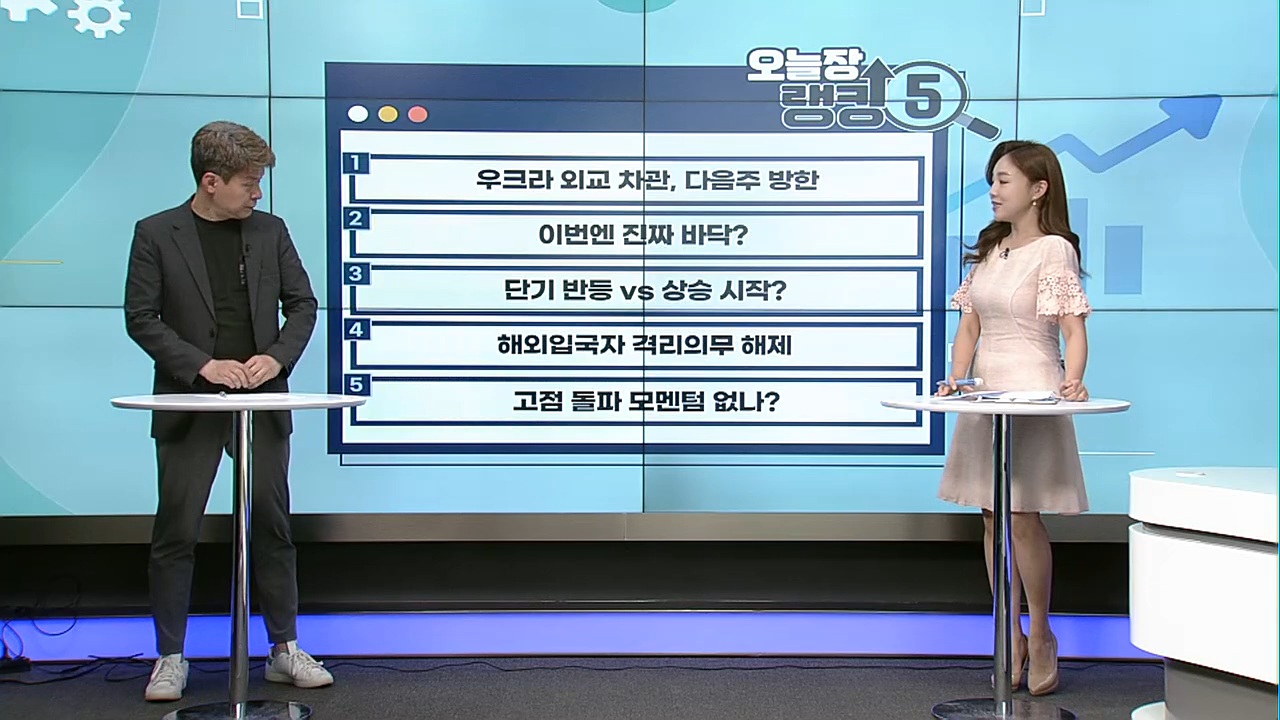 오늘장
랭킹 5
1
우크라 외교 차관, 다음주 방한
2
이번엔 진짜 바닥?
3
단기 반등 vs 상승 시작?
4
해외입국자 격리의무 해제
5
고점 돌파 모멘텀 없나?